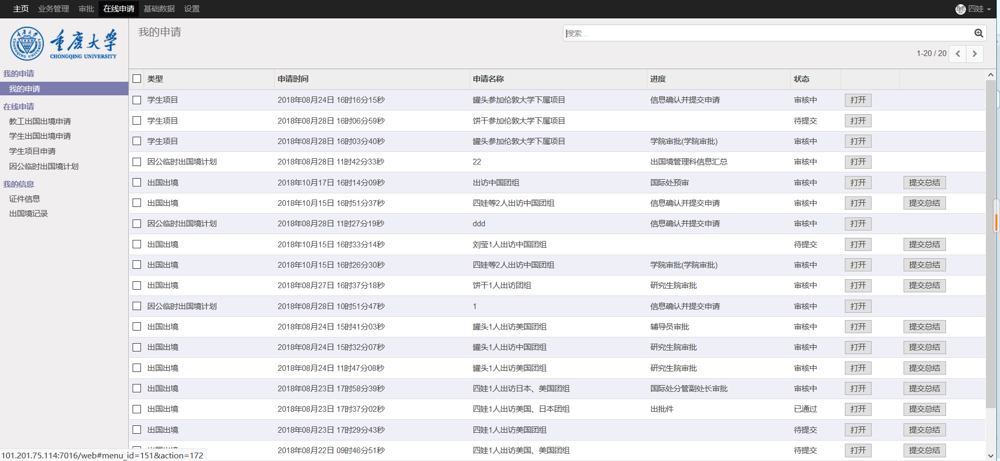 主页 业务管理 审批 在线申请 基础数据 设置 四娃
重庆大学
CHONGQING UNIVERSITY
我的申请
我的申请
在线申请
教工出国出境申请
学生出国出境申请
学生项目申请
因公临时出国境计划
我的信息
证件信息
出国境记录
我的申请
搜索...
1-20 / 20
类型 申请时间 申请名称 进度 状态
学生项目 2018年08月24日 16时16分15秒 罐头参加伦敦大学下属项目 信息确认并提交申请 审核中 打开
学生项目 2018年08月28日 16时06分59秒 饼干参加伦敦大学下属项目 待提交 打开
学生项目 2018年08月28日 16时03分40秒 罐头参加伦敦大学下属项目 学院审批(学院审批) 审核中 打开
因公临时出国境计划 2018年08月28日 11时42分33秒 22 出国境管理科信息汇总 审核中 打开
出国出境 2018年10月17日 16时14分09秒 出访中国团组 国际处预审 审核中 打开 提交总结
出国出境 2018年10月15日 16时51分37秒 四娃等2人出访中国团组 信息确认并提交申请 审核中 打开 提交总结
因公临时出国境计划 2018年08月28日 11时27分19秒 ddd 信息确认并提交申请 审核中 打开
出国出境 2018年10月15日 16时33分14秒 刘莹1人出访中国团组 待提交 打开 提交总结
出国出境 2018年10月15日 16时26分30秒 四娃等2人出访中国团组 学院审批(学院审批) 审核中 打开 提交总结
出国出境 2018年08月27日 16时37分18秒 饼干1人出访团组 研究生院审批 审核中 打开 提交总结
因公临时出国境计划 2018年08月28日 10时51分47秒 1 信息确认并提交申请 审核中 打开
出国出境 2018年08月24日 15时41分03秒 罐头1人出访美国团组 辅导员审批 审核中 打开 提交总结
出国出境 2018年08月24日 15时32分07秒 罐头1人出访中国团组 研究生院审批 审核中 打开 提交总结
出国出境 2018年08月24日 11时47分08秒 罐头1人出访美国团组 研究生院审批 审核中 打开 提交总结
出国出境 2018年08月23日 17时58分39秒 四娃1人出访日本、美国团组 国际处分管副处长审批 审核中 打开 提交总结
出国出境 2018年08月23日 17时37分02秒 四娃1人出访美国、日本团组 出批件 已通过 打开 提交总结
出国出境 2018年08月23日 17时29分43秒 四娃1人出访美国团组 待提交 打开 提交总结
2018年08月22日 09时46分51秒 四娃1人出访美国、美国团组 待提交 打开 提交总结
101.201.75.114:7016/web#menu_id=151&action=172